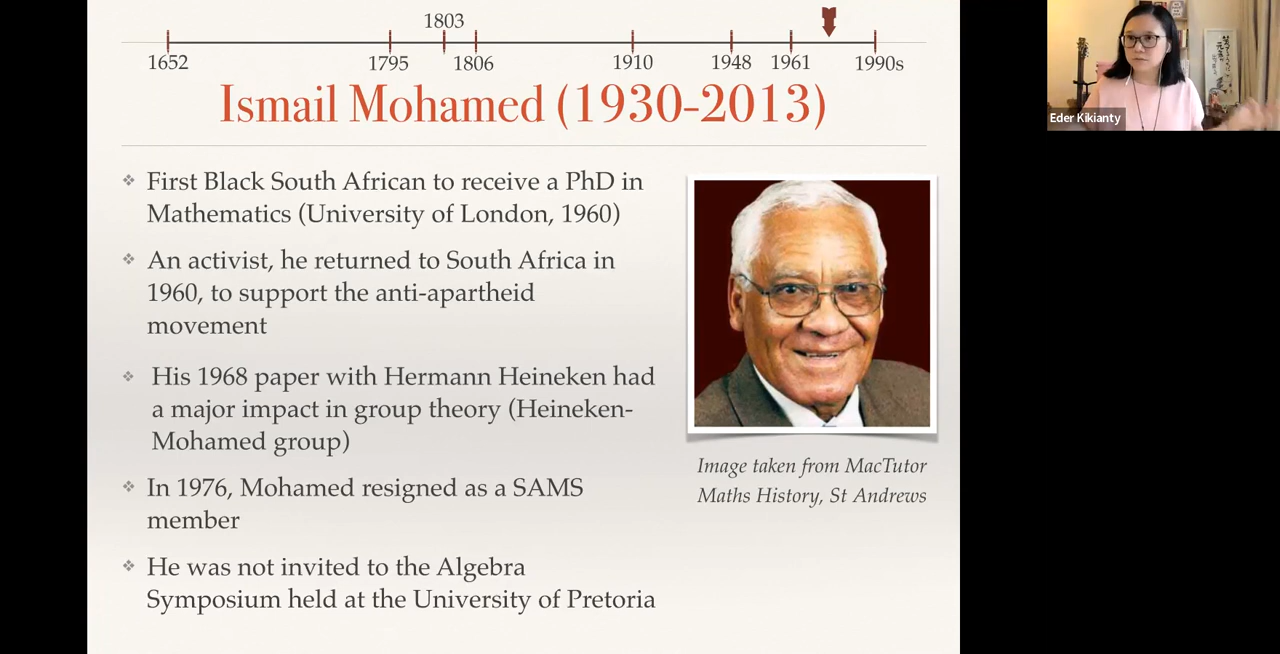 1803
1652 1795 1806 1910 1948 1961 1990s
Ismail Mohamed (1930-2013)
First Black South African to receive a PhD in
Mathematics (University of London, 1960)
An activist, he returned to South Africa in
1960, to support the anti-apartheid
movement
His 1968 paper with Hermann Heineken had
a major impact in group theory (Heineken-
Mohamed group)
In 1976, Mohamed resigned as a SAMS
member
He was not invited to the Algebra
Symposium held at the University of Pretoria
Image taken from MacTutor
Maths History, St Andrews
Eder Kikianty